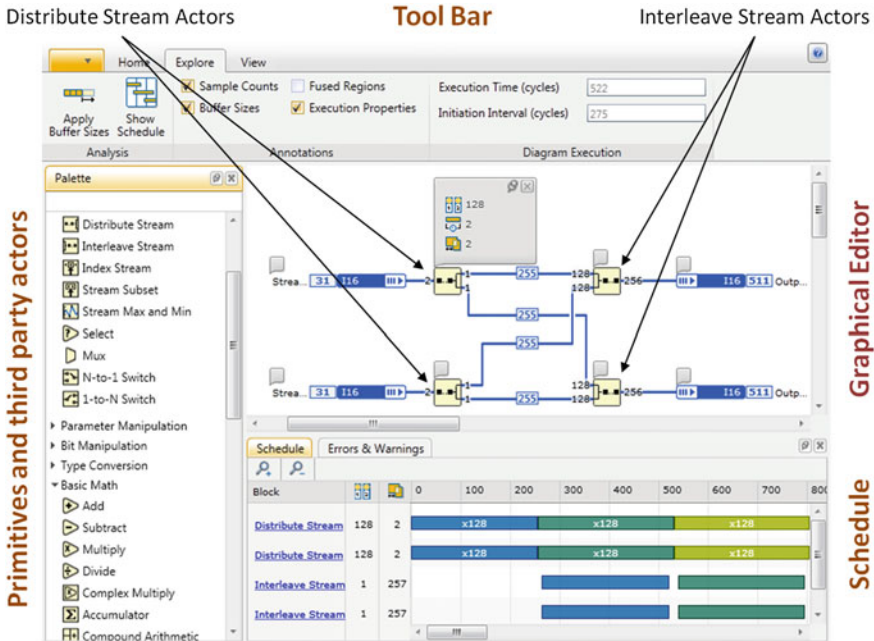 Distribute Stream Actors
Tool Bar
Interleave Stream Actors
Home Explore View
Sample Counts Fused Regions
Buffer Sizes Execution Properties
Execution Time (cycles) 522
Initiation Interval (cycles) 275
Apply Buffer Sizes
Show Schedule
Analysis Annotations Diagram Execution
Primitives and third party actors
Palette
Distribute Stream
Interleave Stream
Index Stream
Stream Subset
Stream Max and Min
Select
Mux
N-to-1 Switch
1-to-N Switch
Parameter Manipulation
Bit Manipulation
Type Conversion
Basic Math
Add
Subtract
Multiply
Divide
Complex Multiply
Accumulator
Compound Arithmetic
Graphical Editor
128
2
2
Strea... 31 I16 2 1 255 128 256 I16 511 Outp...
1 128
255
255
Strea... 31 I16 2 1 128 256 I16 511 Outp...
1 255 128
Schedule
Schedule Errors & Warnings
Block 0 100 200 300 400 500 600 700 800
Distribute Stream 128 2 x128 x128 x128
Distribute Stream 128 2 x128 x128 x128
Interleave Stream 1 257
Interleave Stream 1 257